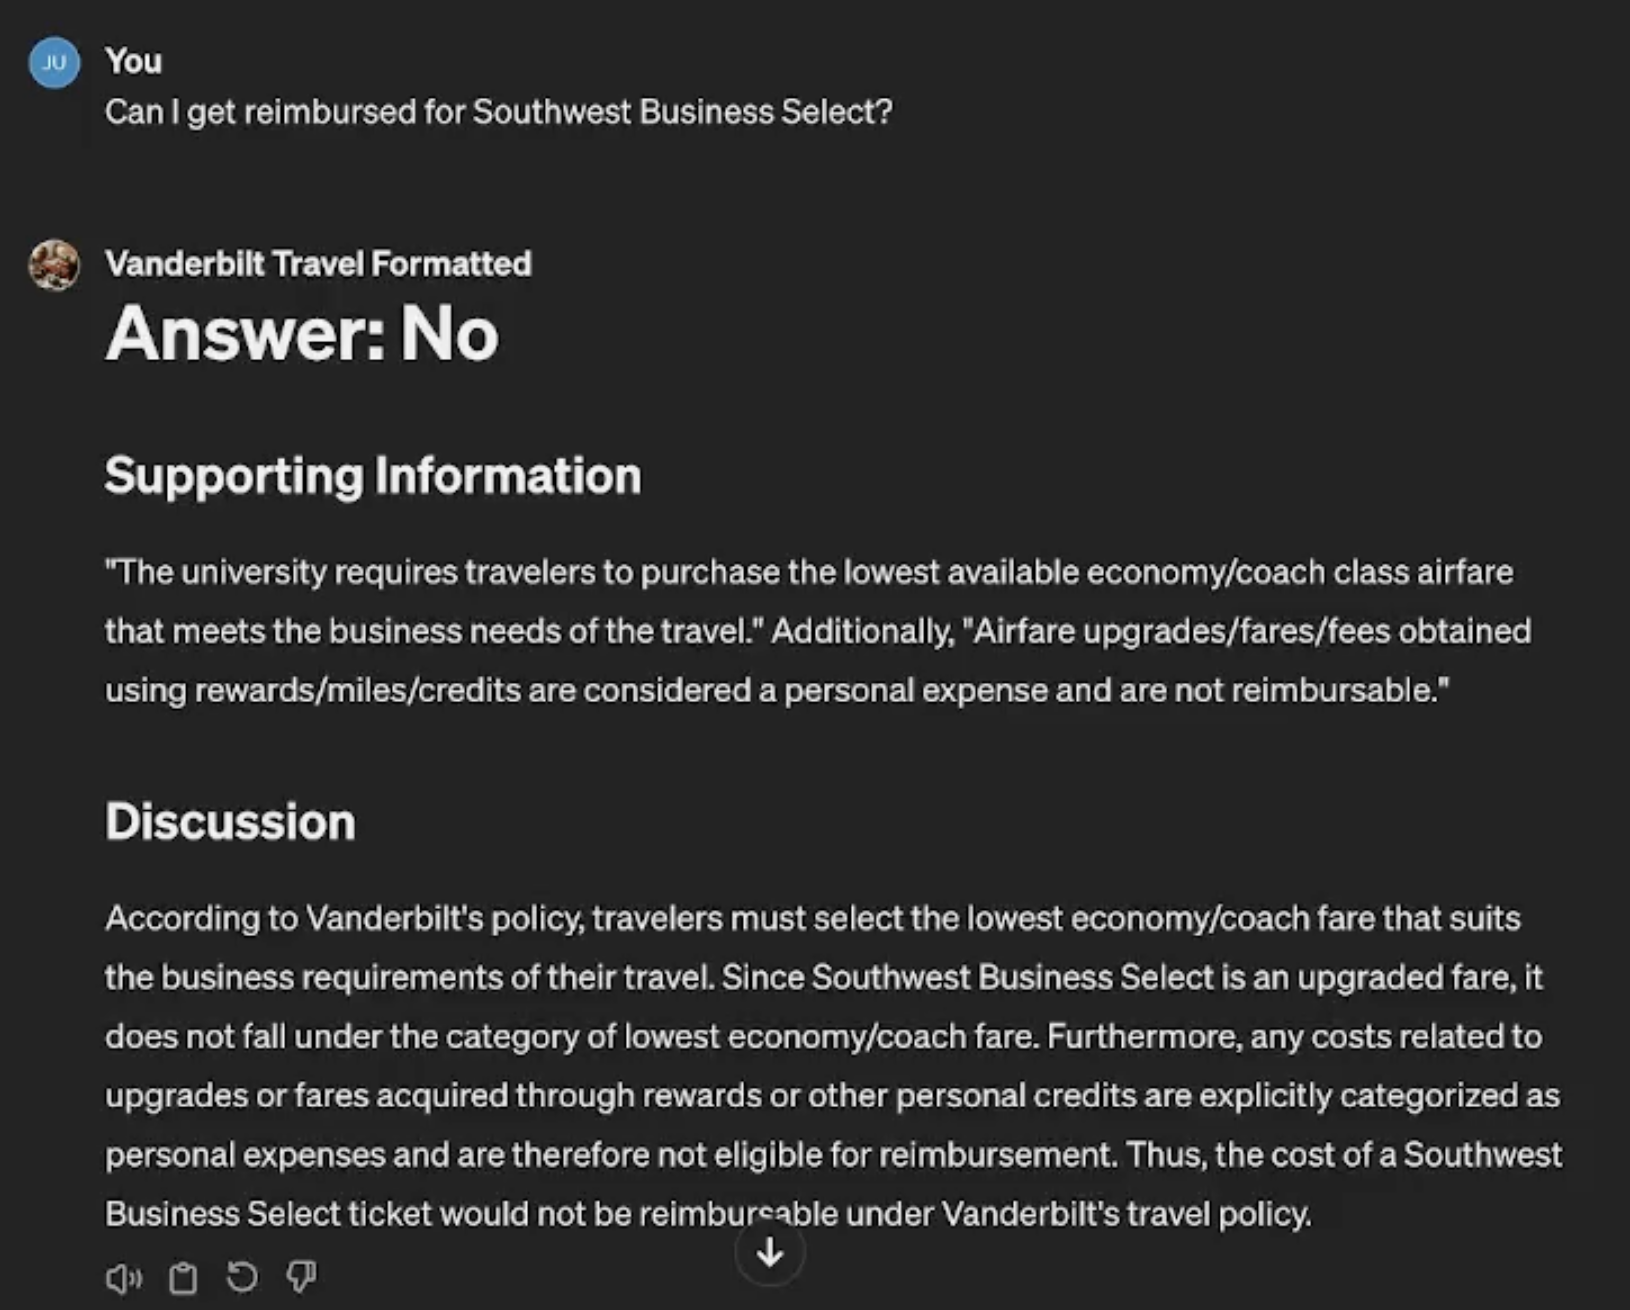 JU
You
Can I get reimbursed for Southwest Business Select?
Vanderbilt Travel Formatted
Answer: No
Supporting Information
"The university requires travelers to purchase the lowest available economy/coach class airfare
that meets the business needs of the travel." Additionally, "Airfare upgrades/fares/fees obtained
using rewards/miles/credits are considered a personal expense and are not reimbursable."
Discussion
According to Vanderbilt's policy, travelers must select the lowest economy/coach fare that suits
the business requirements of their travel. Since Southwest Business Select is an upgraded fare, it
does not fall under the category of lowest economy/coach fare. Furthermore, any costs related to
upgrades or fares acquired through rewards or other personal credits are explicitly categorized as
personal expenses and are therefore not eligible for reimbursement. Thus, the cost of a Southwest
Business Select ticket would not be reimbursable under Vanderbilt's travel policy.